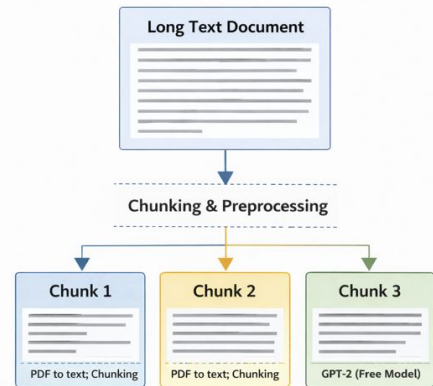 Long Text Document
Chunking & Preprocessing
Chunk 1
Chunk 2
Chunk 3
PDF to text; Chunking
PDF to text; Chunking
GPT-2 (Free Model)